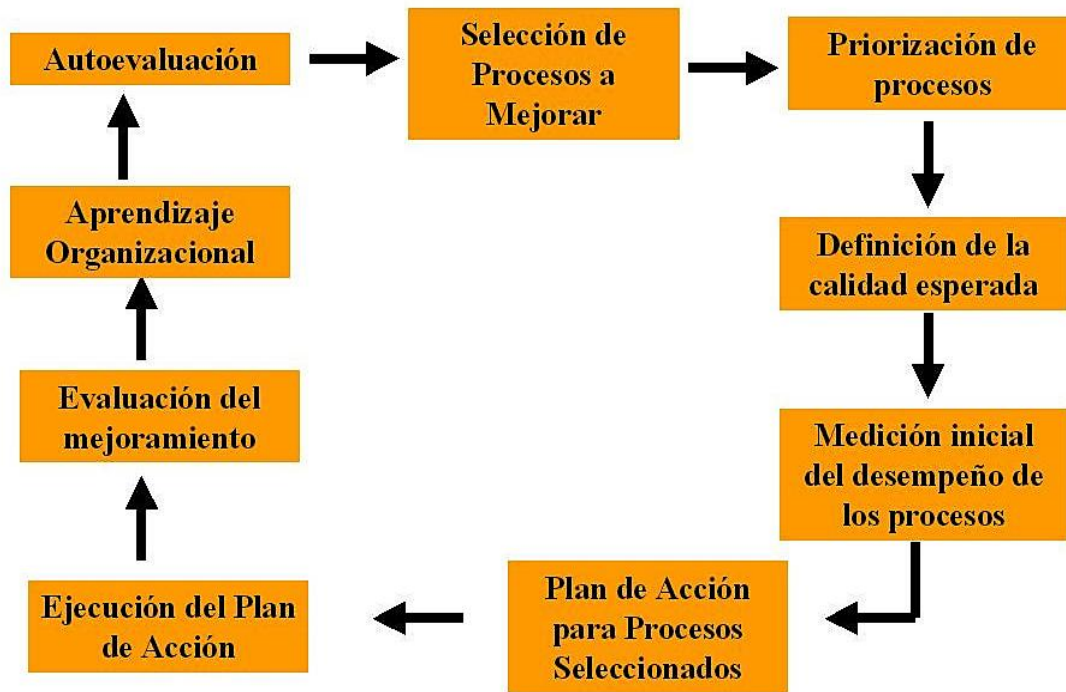 Autoevaluación
Selección de
Procesos a
Mejorar
Priorización de
procesos
Definición de la
calidad esperada
Medición inicial
del desempeño de
los procesos
Plan de Acción
para Procesos
Seleccionados
Ejecución del Plan
de Acción
Evaluación del
mejoramiento
Aprendizaje
Organizacional